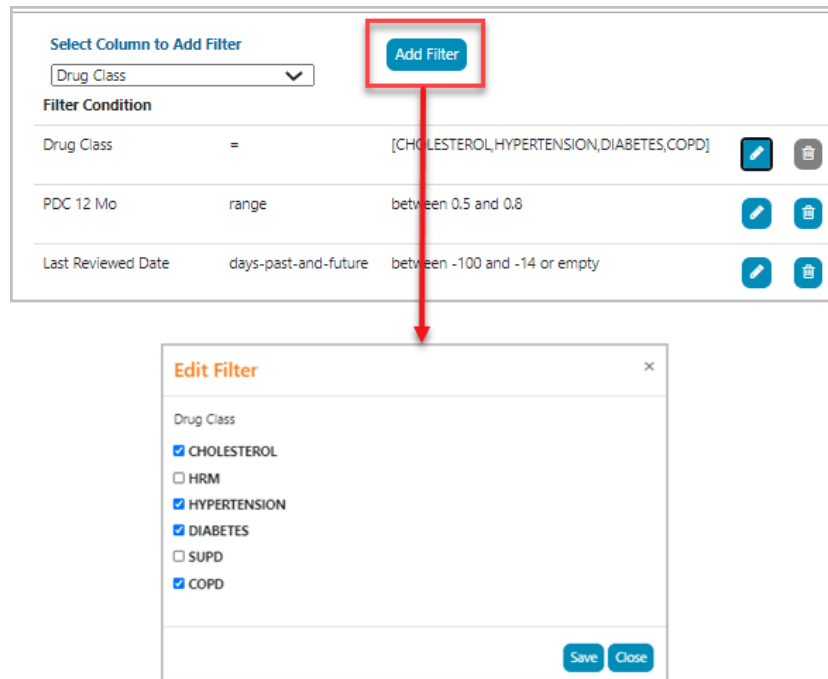 Select Column to Add Filter
Add Filter
Drug Class
Filter Condition
Drug Class = [CHOLESTEROL,HYPERTENSION,DIABETES,COPD]
PDC 12 Mo range between 0.5 and 0.8
Last Reviewed Date days-past-and-future between -100 and -14 or empty
Edit Filter ×
Drug Class
CHOLESTEROL
HRM
HYPERTENSION
DIABETES
SUPD
COPD
Save Close